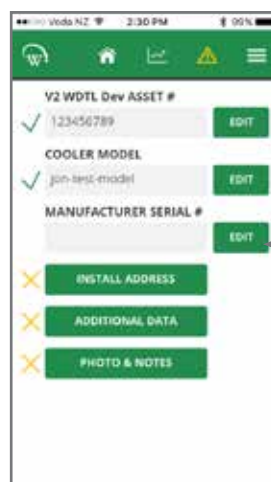 Voda NZ 2:30 PM 99%
W
V2 WDTL Dev ASSET #
123456789 EDIT
COOLER MODEL
jon-test-model EDIT
MANUFACTURER SERIAL #
EDIT
INSTALL ADDRESS
ADDITIONAL DATA
PHOTO & NOTES